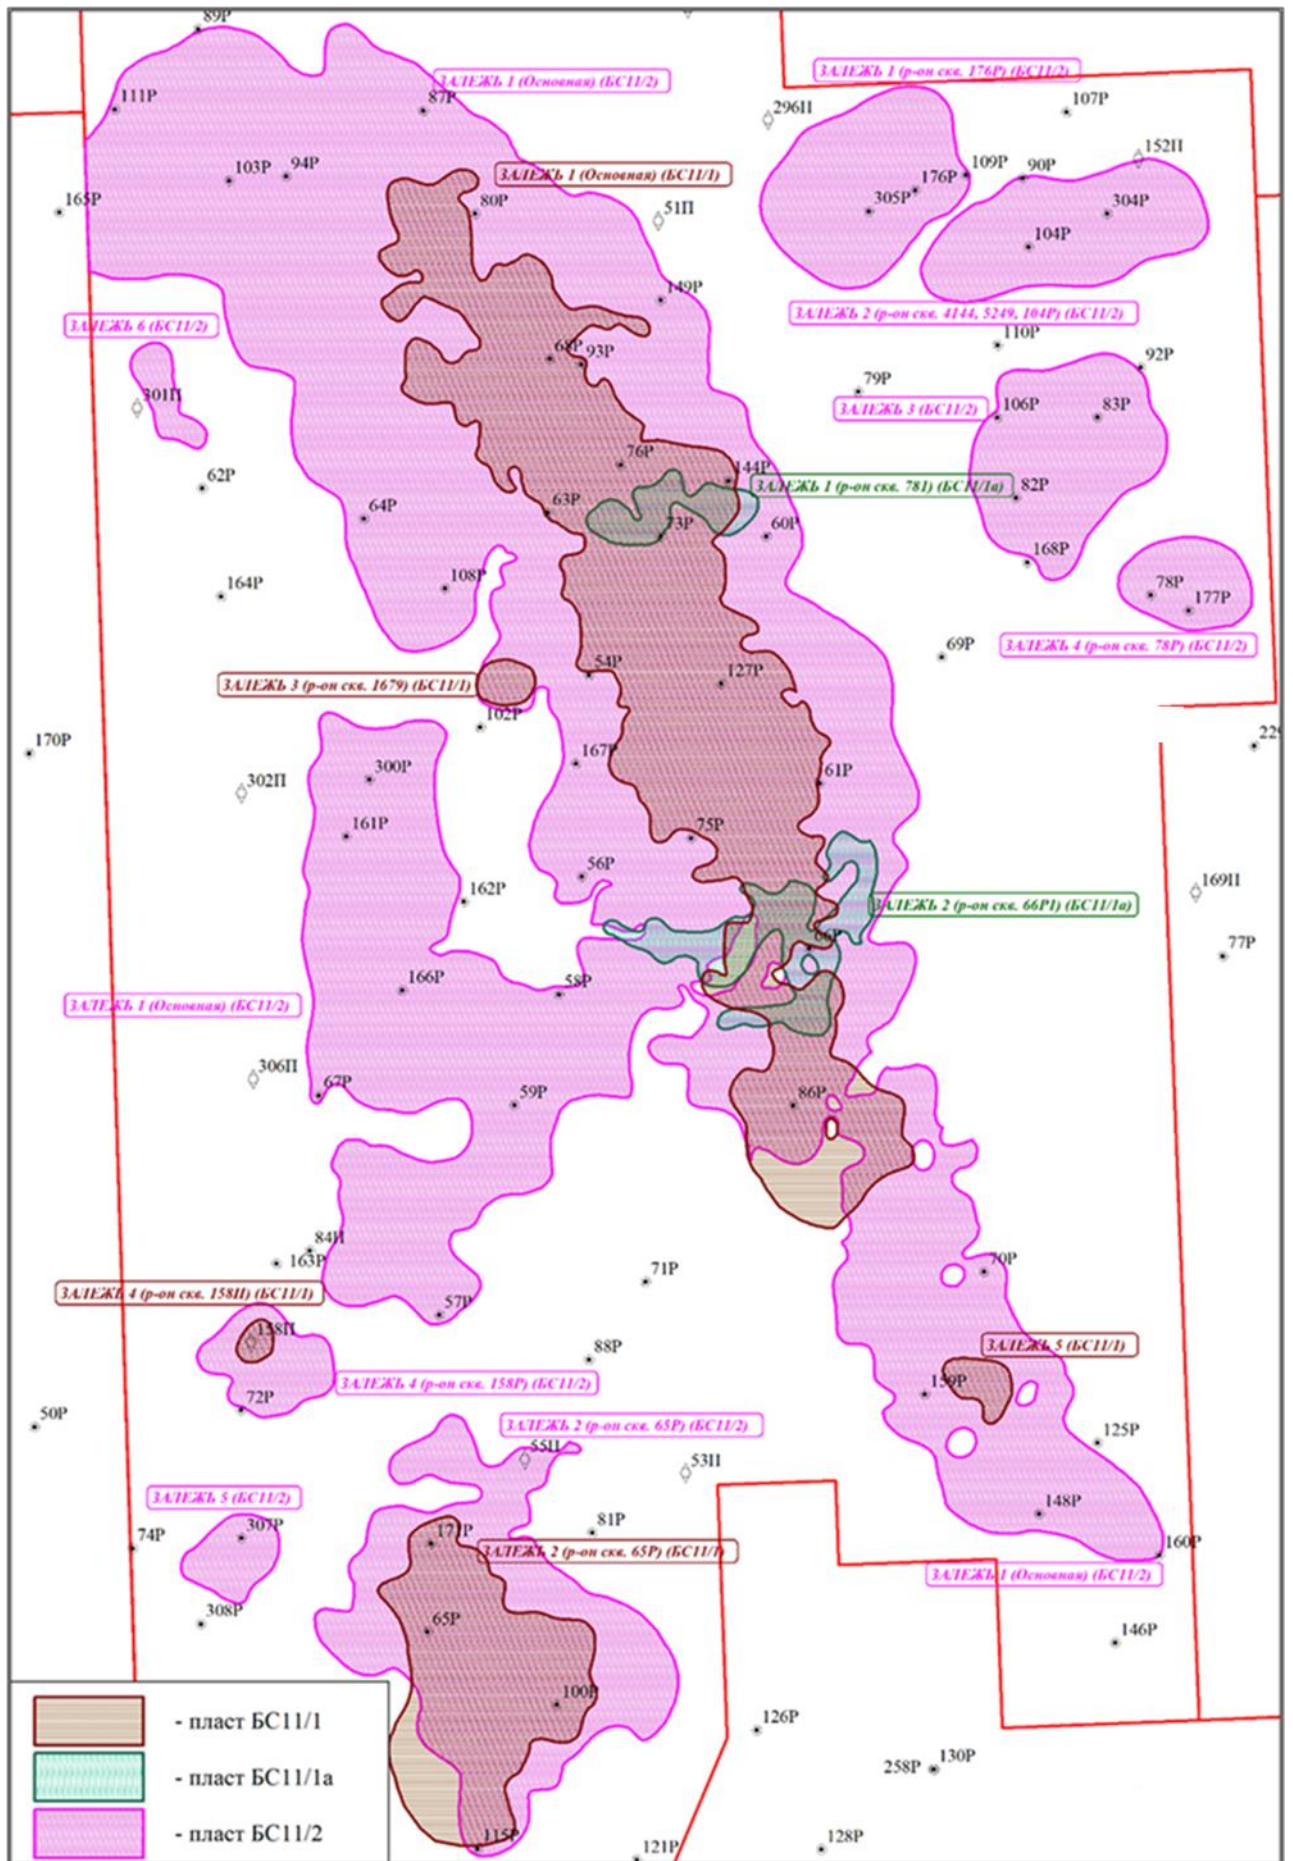 89Р
ЗАЛЕЖЬ 1 (р-он скв. 176Р) (БС11/2)
ЗАЛЕЖЬ 1 (Основная) (БС11/2)
111Р
87Р
296П
107Р
152П
ЗАЛЕЖЬ 1 (Основная) (БС11/1)
103Р
94Р
109Р
90Р
176Р
165Р
80Р
51П
305Р
304Р
104Р
149Р
ЗАЛЕЖЬ 2 (р-он скв. 4144, 5249, 104Р) (БС11/2)
ЗАЛЕЖЬ 6 (БС11/2)
110Р
68Р
93Р
92Р
79Р
301П
ЗАЛЕЖЬ 3 (БС11/2)
106Р
83Р
76Р
144Р
62Р
ЗАЛЕЖЬ 1 (р-он скв. 781) (БС11/1а)
82Р
64Р
63Р
73Р
60Р
168Р
164Р
108Р
78Р
177Р
69Р
ЗАЛЕЖЬ 4 (р-он скв. 78Р) (БС11/2)
54Р
127Р
ЗАЛЕЖЬ 3 (р-он скв. 1679) (БС11/1)
102Р
170Р
229
167Р
300Р
302П
61Р
161Р
75Р
56Р
162Р
169П
ЗАЛЕЖЬ 2 (р-он скв. 66Р1) (БС11/1а)
66Р
77Р
166Р
58Р
ЗАЛЕЖЬ 1 (Основная) (БС11/2)
306П
67Р
59Р
86Р
84П
163Р
71Р
70Р
ЗАЛЕЖЬ 4 (р-он скв. 158П) (БС11/1)
57Р
158П
ЗАЛЕЖЬ 5 (БС11/1)
88Р
ЗАЛЕЖЬ 4 (р-он скв. 158Р) (БС11/2)
159Р
72Р
50Р
ЗАЛЕЖЬ 2 (р-он скв. 65Р) (БС11/2)
125Р
55П
53П
ЗАЛЕЖЬ 5 (БС11/2)
148Р
74Р
307Р
81Р
171Р
160Р
ЗАЛЕЖЬ 2 (р-он скв. 65Р) (БС11/1)
ЗАЛЕЖЬ 1 (Основная) (БС11/2)
308Р
65Р
146Р
100Р
126Р
- пласт БС11/1
258Р
130Р
- пласт БС11/1а
- пласт БС11/2
115Р
121Р
128Р